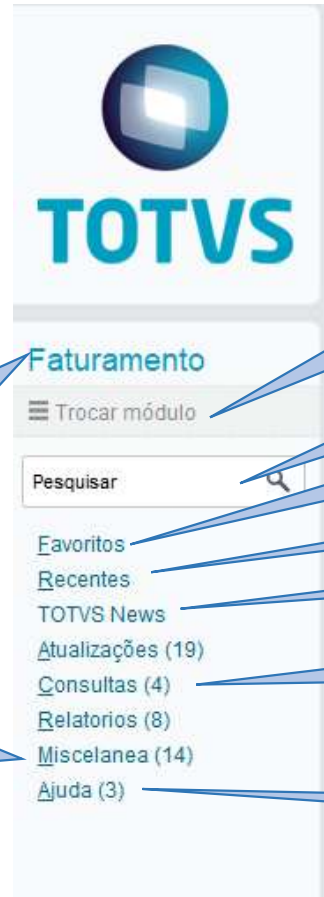 TOTVS
Faturamento
Trocar módulo
Pesquisar
Favoritos
Recentes
TOTVS News
Atualizações (19)
Consultas (4)
Relatorios (8)
Miscelanea (14)
Ajuda (3)